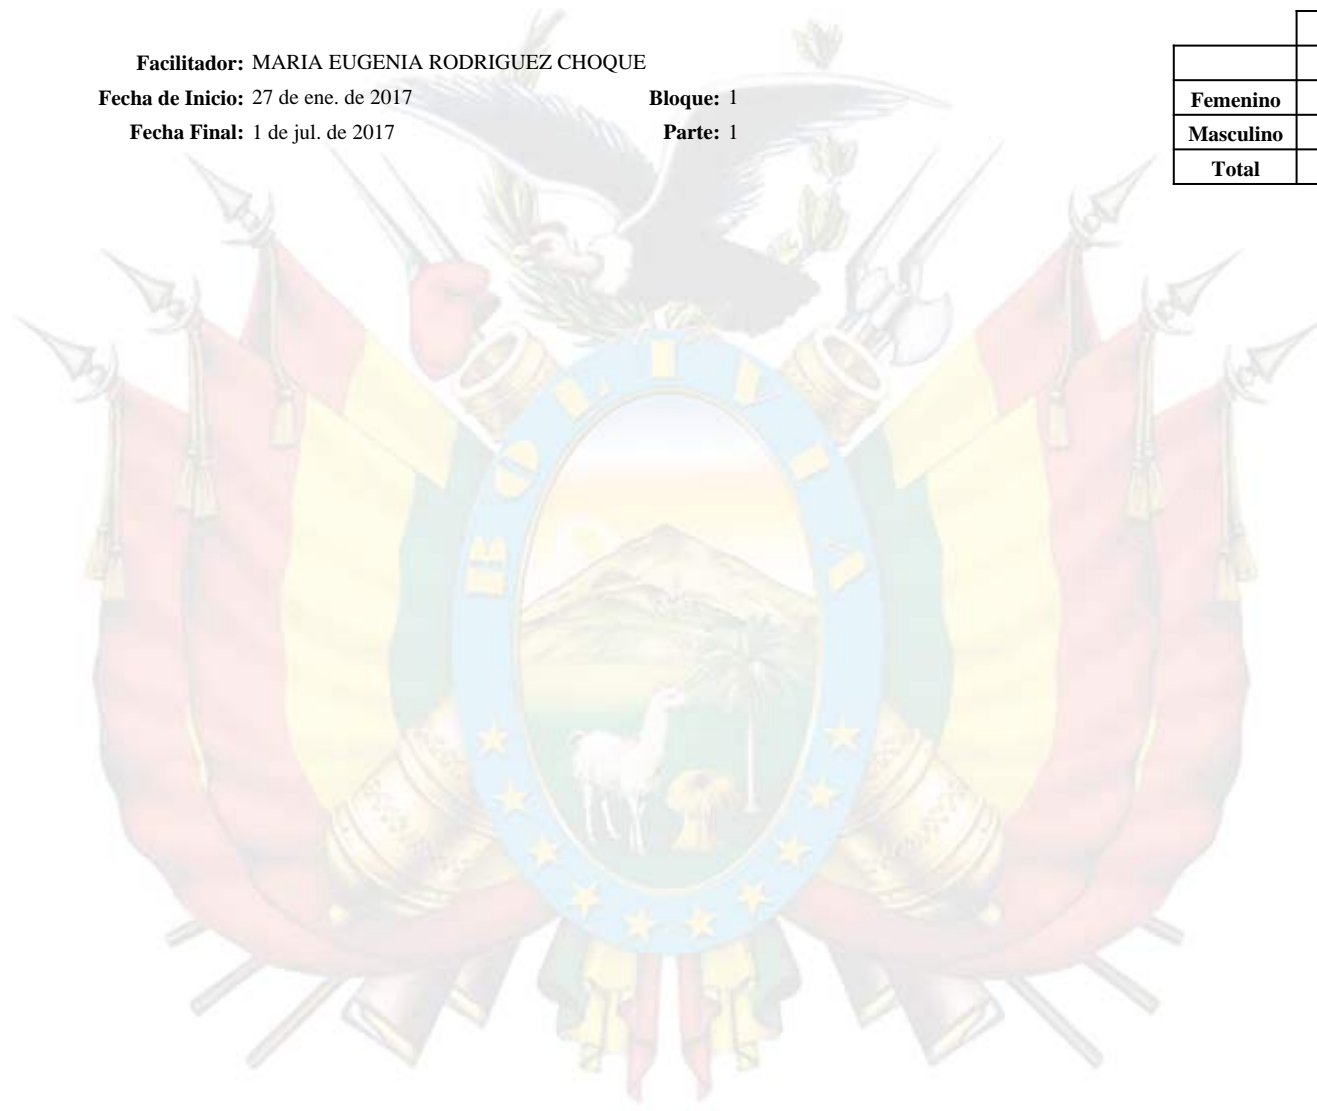 Facilitador: MARIA EUGENIA RODRIGUEZ CHOQUE
Fecha de Inicio: 27 de ene. de 2017 Bloque: 1
Fecha Final: 1 de jul. de 2017 Parte: 1
Femenino
Masculino
Total
BOLIVIA